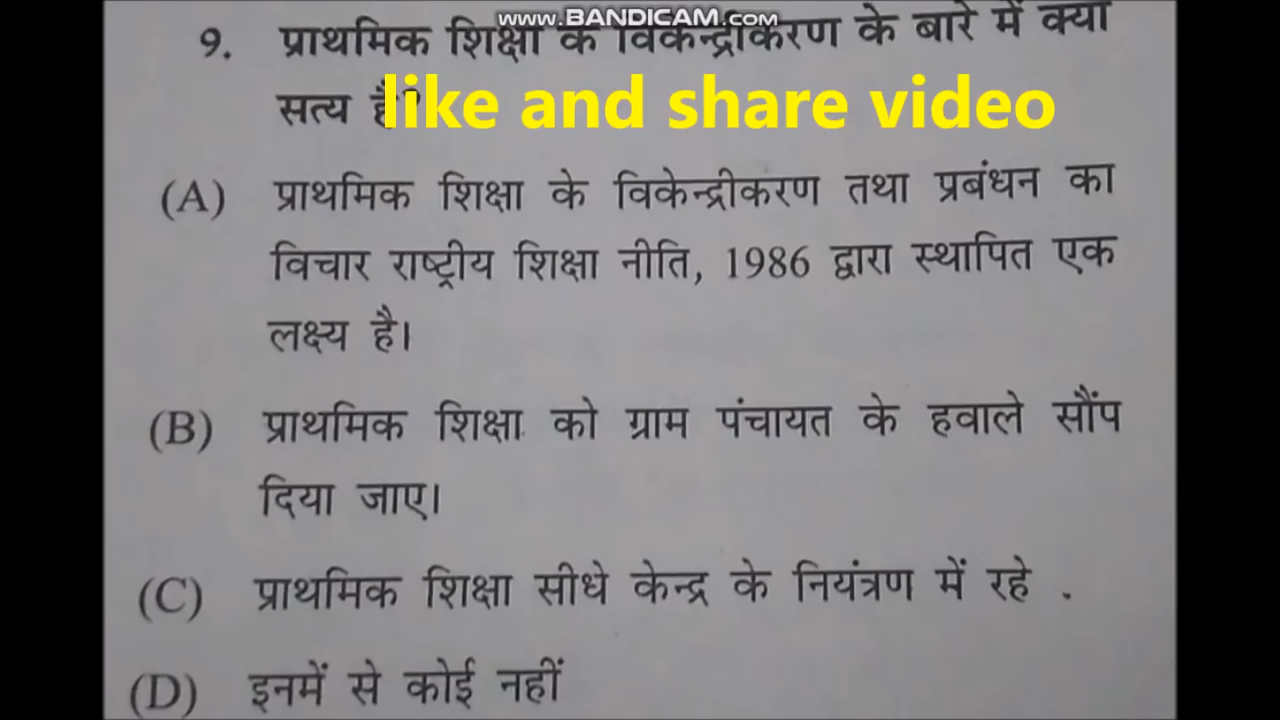 www.BANDICAM.com
9. प्राथमिक शिक्षा के विकेन्द्रीकरण के बारे में क्या
सत्य है?
like and share video
(A) प्राथमिक शिक्षा के विकेन्द्रीकरण तथा प्रबंधन का
विचार राष्ट्रीय शिक्षा नीति, 1986 द्वारा स्थापित एक
लक्ष्य है।
(B) प्राथमिक शिक्षा को ग्राम पंचायत के हवाले सौंप
दिया जाए।
(C) प्राथमिक शिक्षा सीधे केन्द्र के नियंत्रण में रहे .
(D) इनमें से कोई नहीं